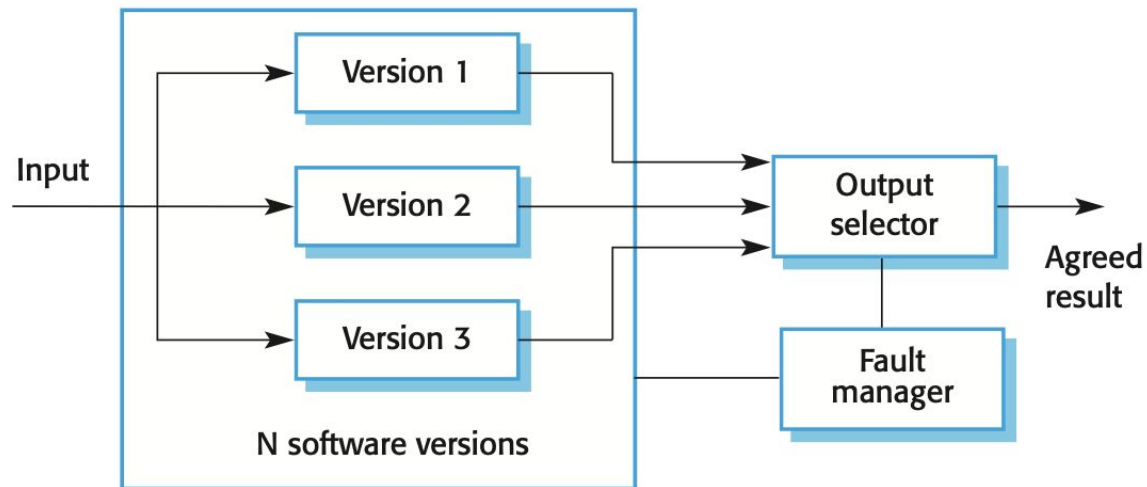 Input
Version 1
Version 2
Version 3
N software versions
Output
selector
Agreed
result
Fault
manager